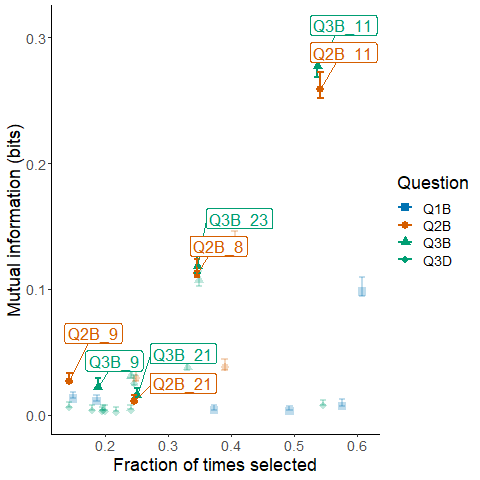 Q3B_11
Q2B_11
Q3B_23
Q2B_8
Q2B_9
Q3B_9
Q3B_21
Q2B_21
0.3
0.2
0.1
0.0
Mutual information (bits)
0.2 0.3 0.4 0.5 0.6
Fraction of times selected
Question
Q1B
Q2B
Q3B
Q3D